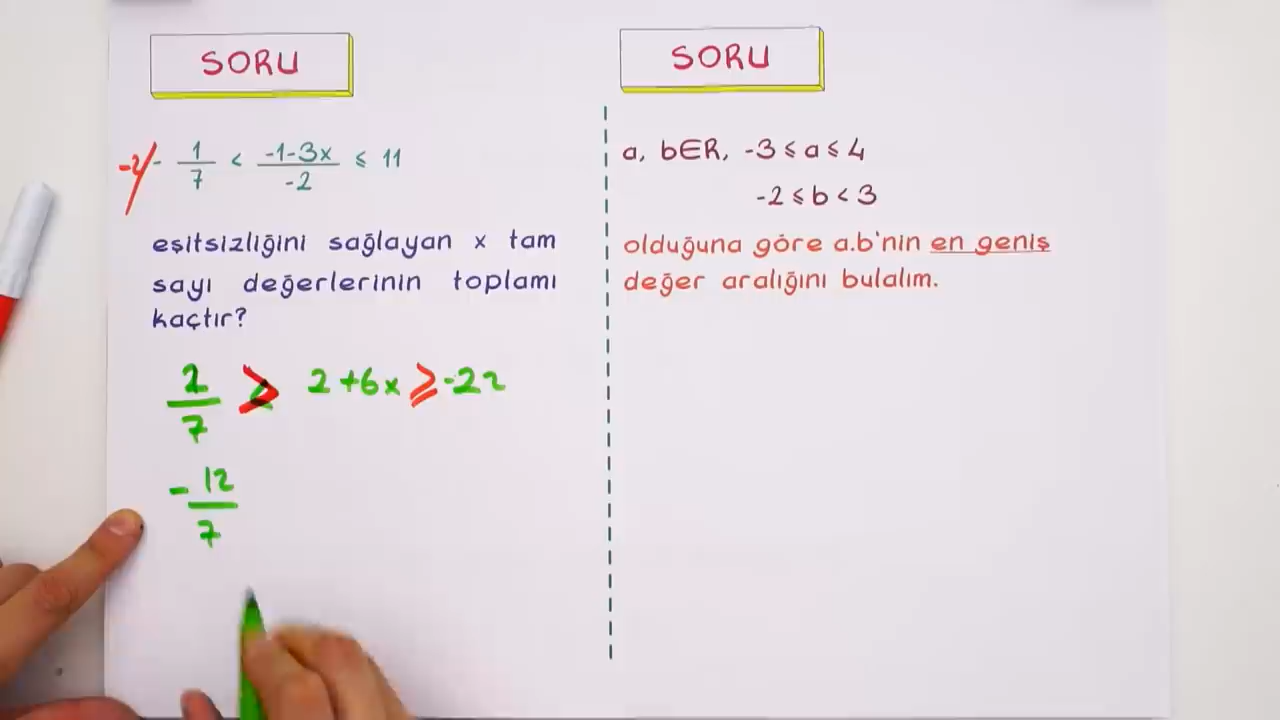 SORU
-2/ - 1/7 < -1-3x/-2 ≤ 11
eşitsizliğini sağlayan x tam
sayı değerlerinin toplamı
kaçtır?
2/7 > 2+6x ≥ -22
- 12/7
SORU
a, b∈R, -3 ≤ a ≤ 4
-2 ≤ b < 3
olduğuna göre a.b'nin en geniş
değer aralığını bulalım.